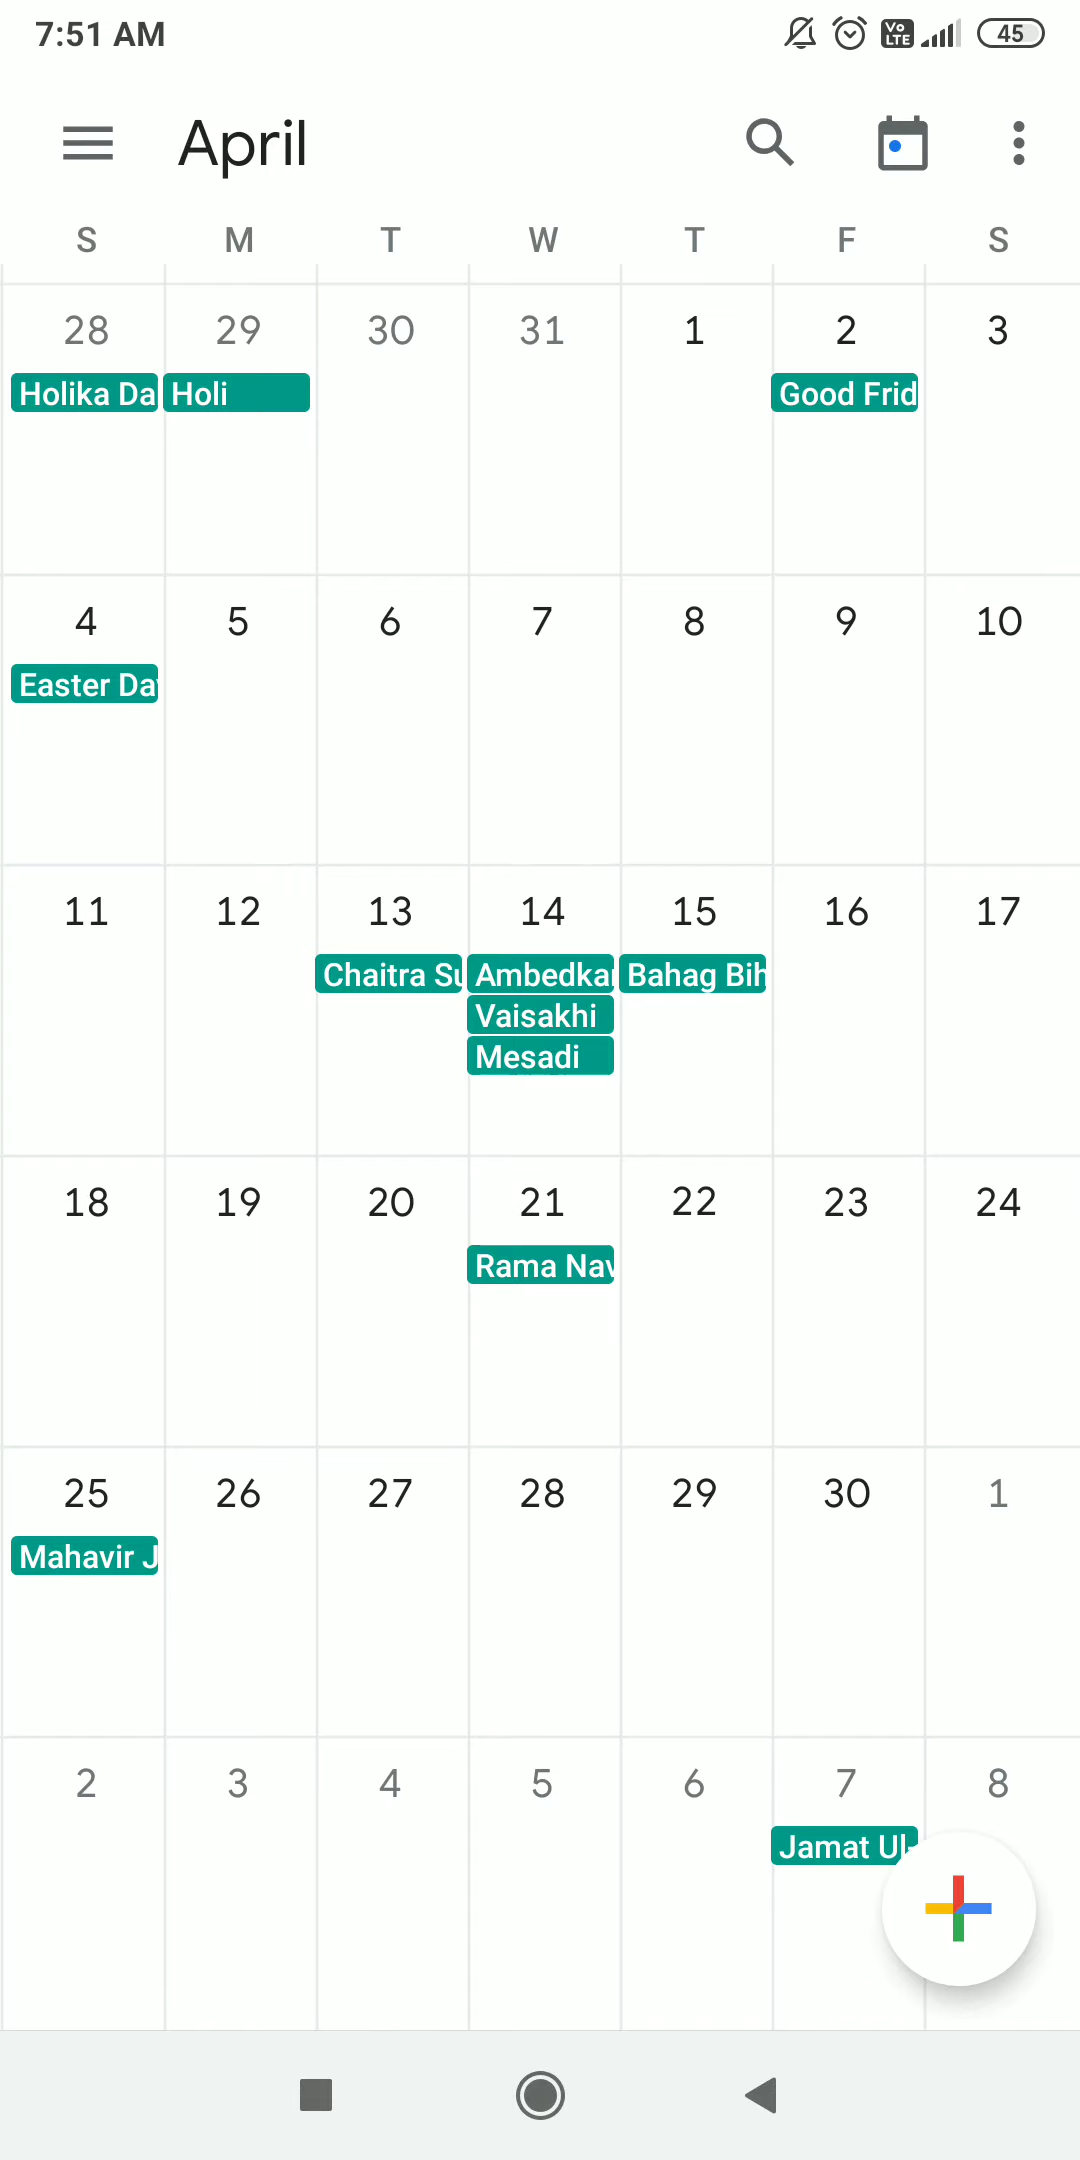 7:51 AM
Vo LTE
45
April
S M T W T F S
28 29 30 31 1 2 3
Holika Da Holi Good Frid
4 5 6 7 8 9 10
Easter Da
11 12 13 14 15 16 17
Chaitra Su Ambedkar Bahag Bih
Vaisakhi
Mesadi
18 19 20 21 22 23 24
Rama Nav
25 26 27 28 29 30 1
Mahavir J
2 3 4 5 6 7 8
Jamat Ul-